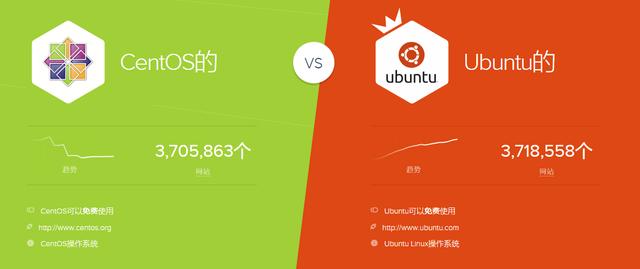 CentOS的
VS
ubuntu
Ubuntu的
趋势
3,705,863个
网站
趋势
3,718,558个
网站
CentOS可以免费使用
http://www.centos.org
CentOS操作系统
Ubuntu可以免费使用
http://www.ubuntu.com
Ubuntu Linux操作系统